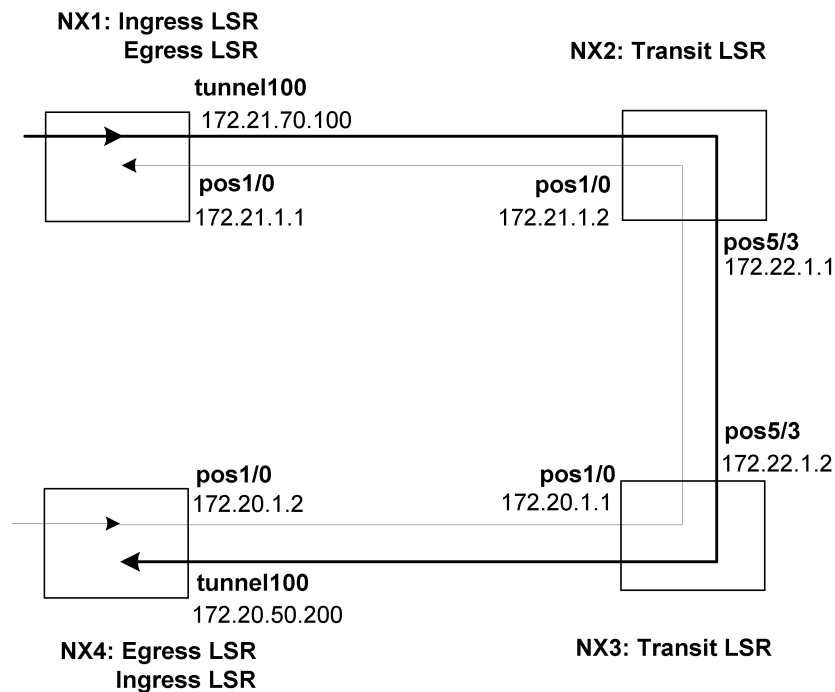 NX1: Ingress LSR
Egress LSR
NX2: Transit LSR
tunnel100
172.21.70.100
pos1/0
172.21.1.1
pos1/0
172.21.1.2
pos5/3
172.22.1.1
pos5/3
172.22.1.2
pos1/0
172.20.1.2
pos1/0
172.20.1.1
tunnel100
172.20.50.200
NX4: Egress LSR
Ingress LSR
NX3: Transit LSR